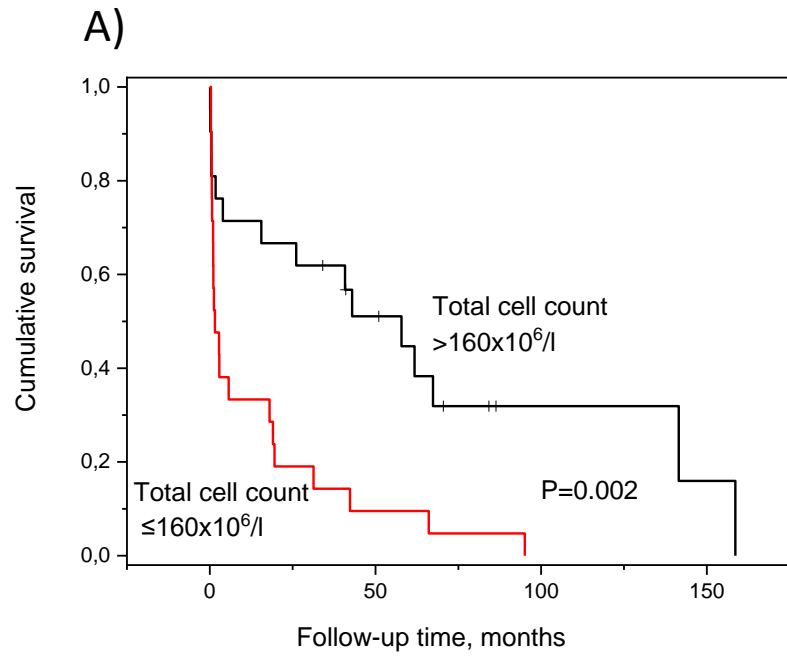 A)
1,0
0,8
0,6
0,4
0,2
0,0
Cumulative survival
Total cell count
>160x10⁶/l
Total cell count
≤160x10⁶/l
P=0.002
0
50
100
150
Follow-up time, months